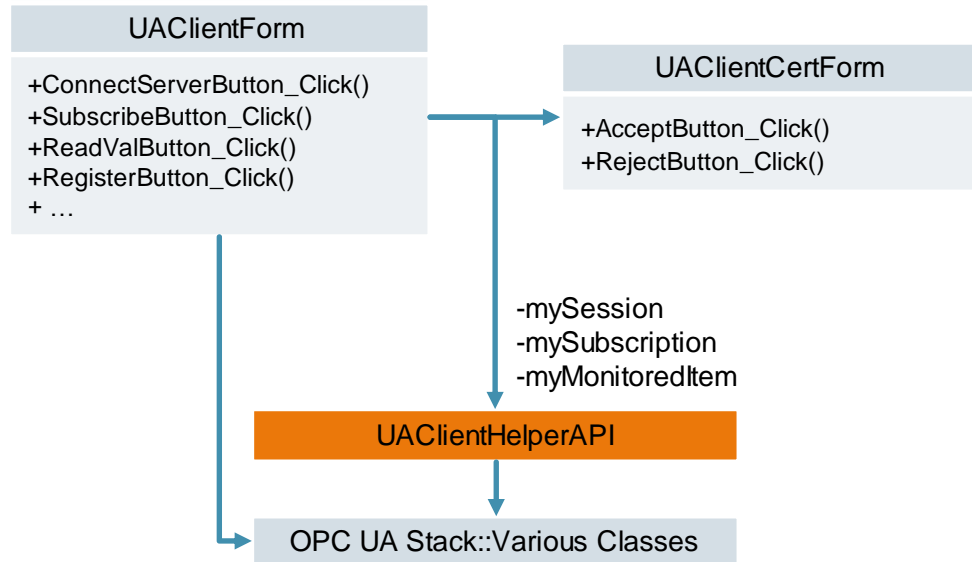 UAClientForm
+ConnectServerButton_Click()
+SubscribeButton_Click()
+ReadValButton_Click()
+RegisterButton_Click()
+ …
UAClientCertForm
+AcceptButton_Click()
+RejectButton_Click()
-mySession
-mySubscription
-myMonitoredItem
UAClientHelperAPI
OPC UA Stack::Various Classes